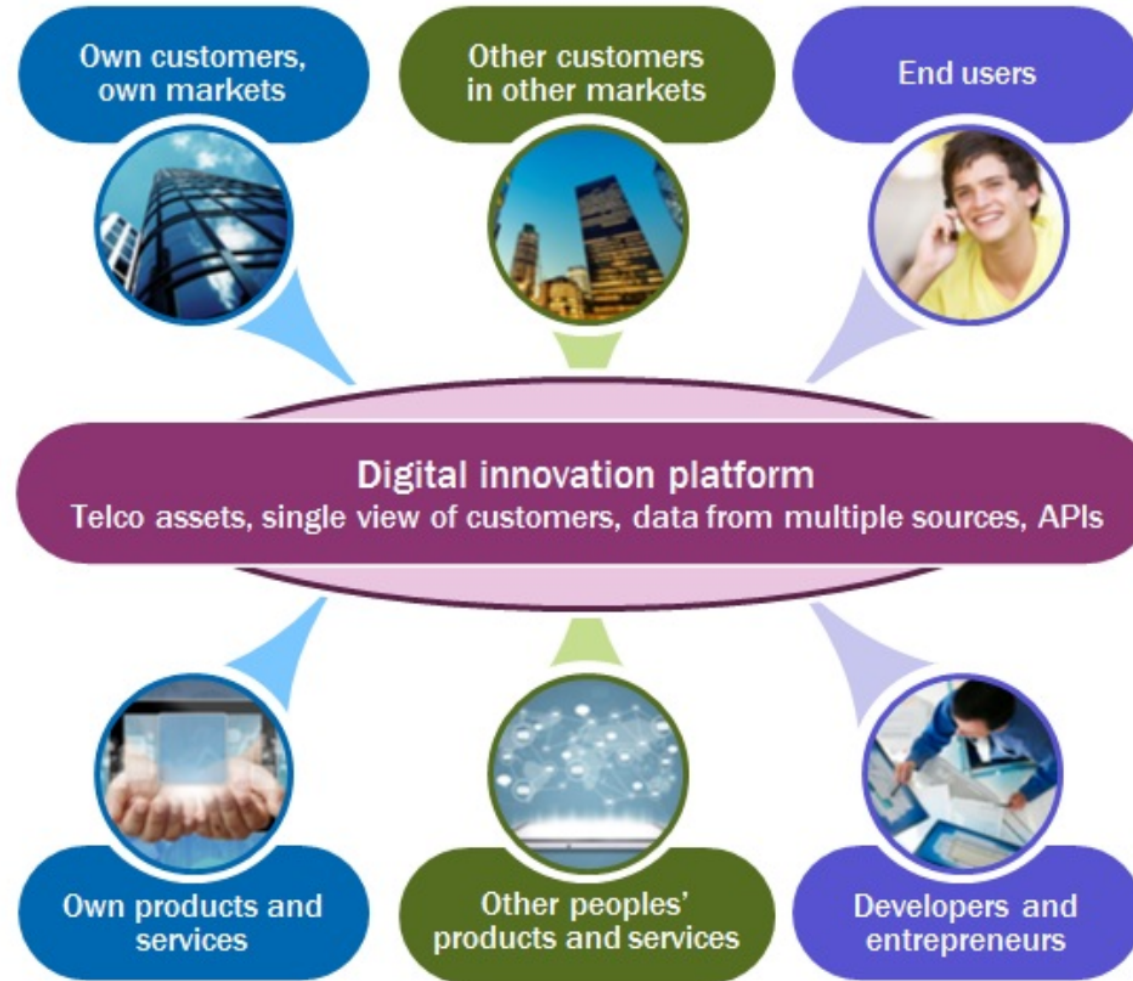 Own customers,
own markets
Other customers
in other markets
End users
Digital innovation platform
Telco assets, single view of customers, data from multiple sources, APIs
Own products and
services
Other peoples’
products and services
Developers and
entrepreneurs